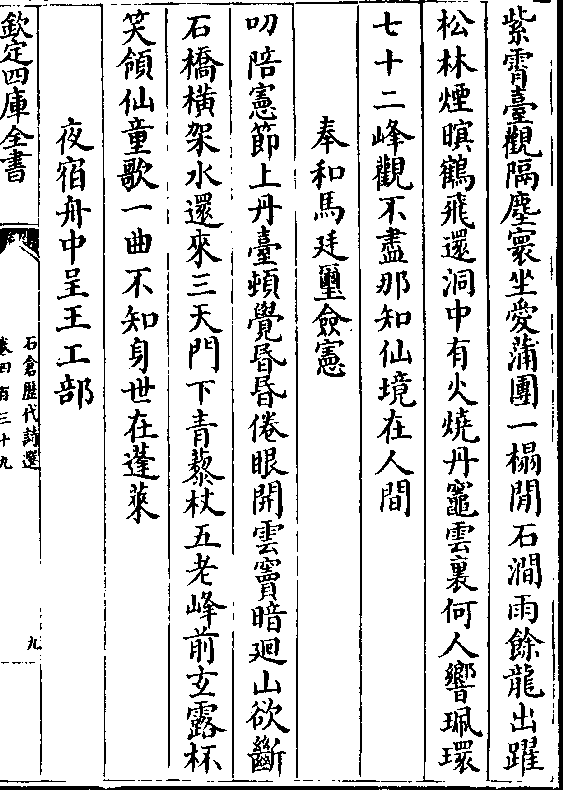 紫霄臺觀隔塵寰坐愛蒲團一榻閒石澗雨餘龍出躍
松林煙暝鶴飛還洞中有火燒丹竈雲裏何人響珮環
七十二峰觀不盡那知仙境在人間
奉和馬廷璽僉憲
叨陪憲節上丹臺頓覺昏昏倦眼開雲竇暗廻山欲斷
石橋橫架水還來三天門下青藜杖五老峰前玄露杯
笑領仙童歌一曲不知身世在蓬萊
夜宿舟中呈王工部
欽定四庫全書
石倉歷代詩選
卷四百三十九
九